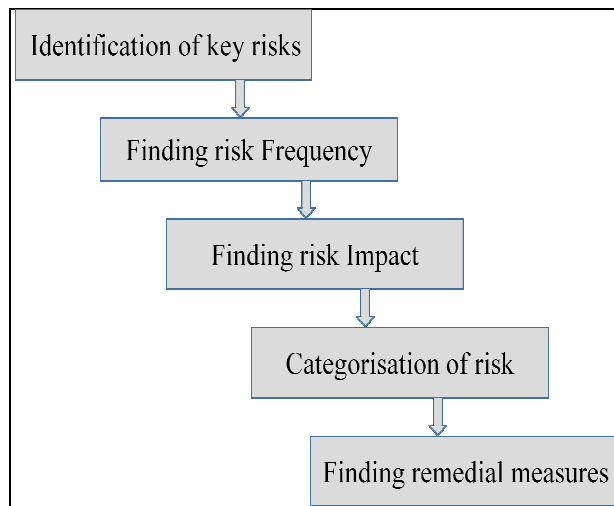 Identification of key risks
Finding risk Frequency
Finding risk Impact
Categorisation of risk
Finding remedial measures